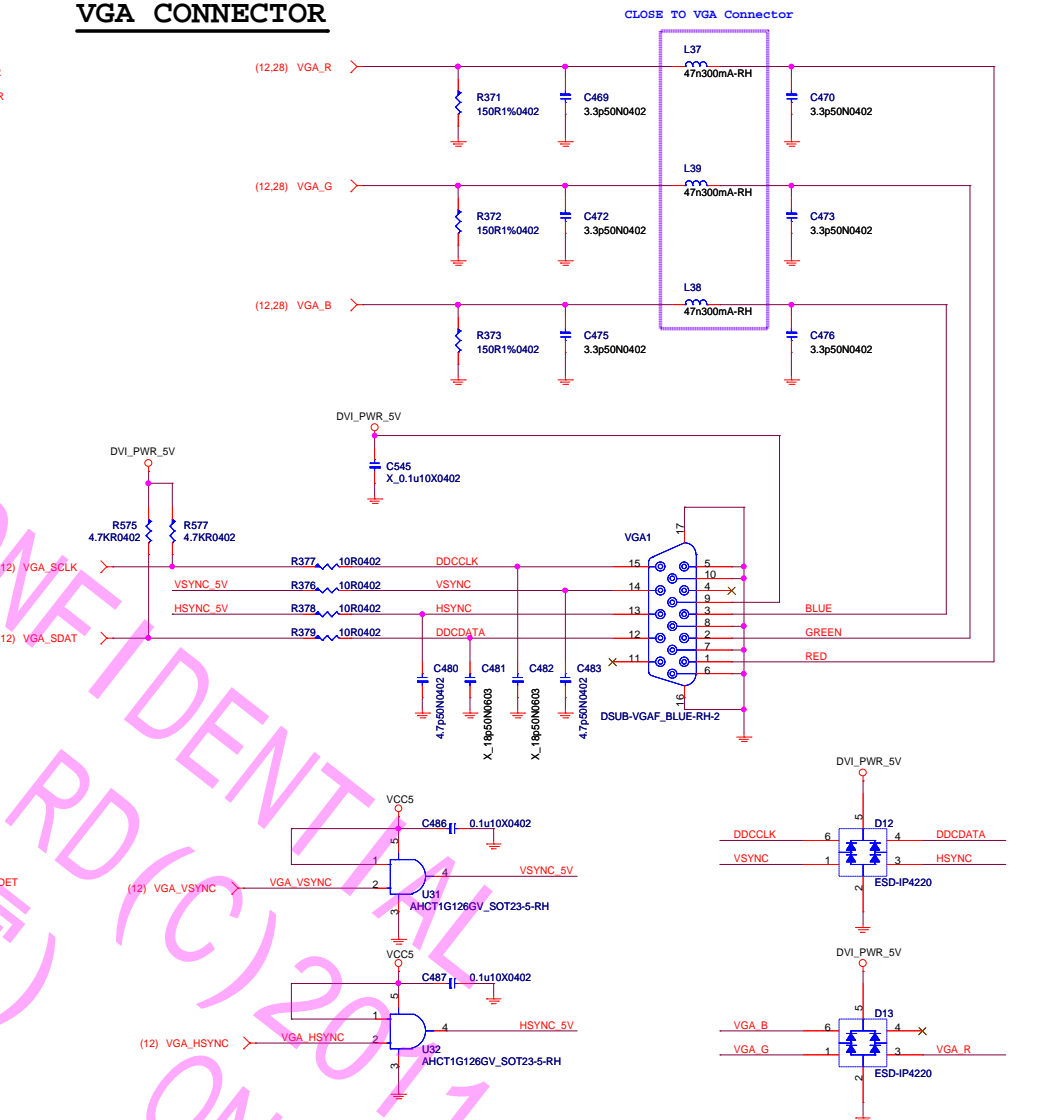 VGA CONNECTOR
CLOSE TO VGA Connector
(12,28) VGA_R
L37
47n300mA-RH
R371
150R1%0402
C469
3.3p50N0402
C470
3.3p50N0402
(12,28) VGA_G
L39
47n300mA-RH
R372
150R1%0402
C472
3.3p50N0402
C473
3.3p50N0402
(12,28) VGA_B
L38
47n300mA-RH
R373
150R1%0402
C475
3.3p50N0402
C476
3.3p50N0402
DVI_PWR_5V
C545
X_0.1u10X0402
DVI_PWR_5V
R575
4.7KR0402
R577
4.7KR0402
12) VGA_SCLK
R377 10R0402 DDCCLK
VSYNC_5V R376 10R0402 VSYNC
HSYNC_5V R378 10R0402 HSYNC
12) VGA_SDAT
R379 10R0402 DDCDATA
C480
4.7p50N0402
C481
X_18p50N0603
C482
X_18p50N0603
C483
4.7p50N0402
VGA1
17
15 5
10
14 4
9
13 3 BLUE
8
12 2 GREEN
7
11 1 RED
6
16
DSUB-VGAF_BLUE-RH-2
VCC5
C486 0.1u10X0402
5
1
(12) VGA_VSYNC VGA_VSYNC 2
4 VSYNC_5V
3
U31
AHCT1G126GV_SOT23-5-RH
VCC5
C487 0.1u10X0402
5
1
(12) VGA_HSYNC VGA_HSYNC 2
4 HSYNC_5V
3
U32
AHCT1G126GV_SOT23-5-RH
DVI_PWR_5V
5
D12
DDCCLK 6 4 DDCDATA
VSYNC 1 3 HSYNC
2
ESD-IP4220
DVI_PWR_5V
5
D13
VGA_B 6 4
VGA_G 1 3 VGA_R
2
ESD-IP4220
DET
R
ONFIDENTIAL
RD(C)2011